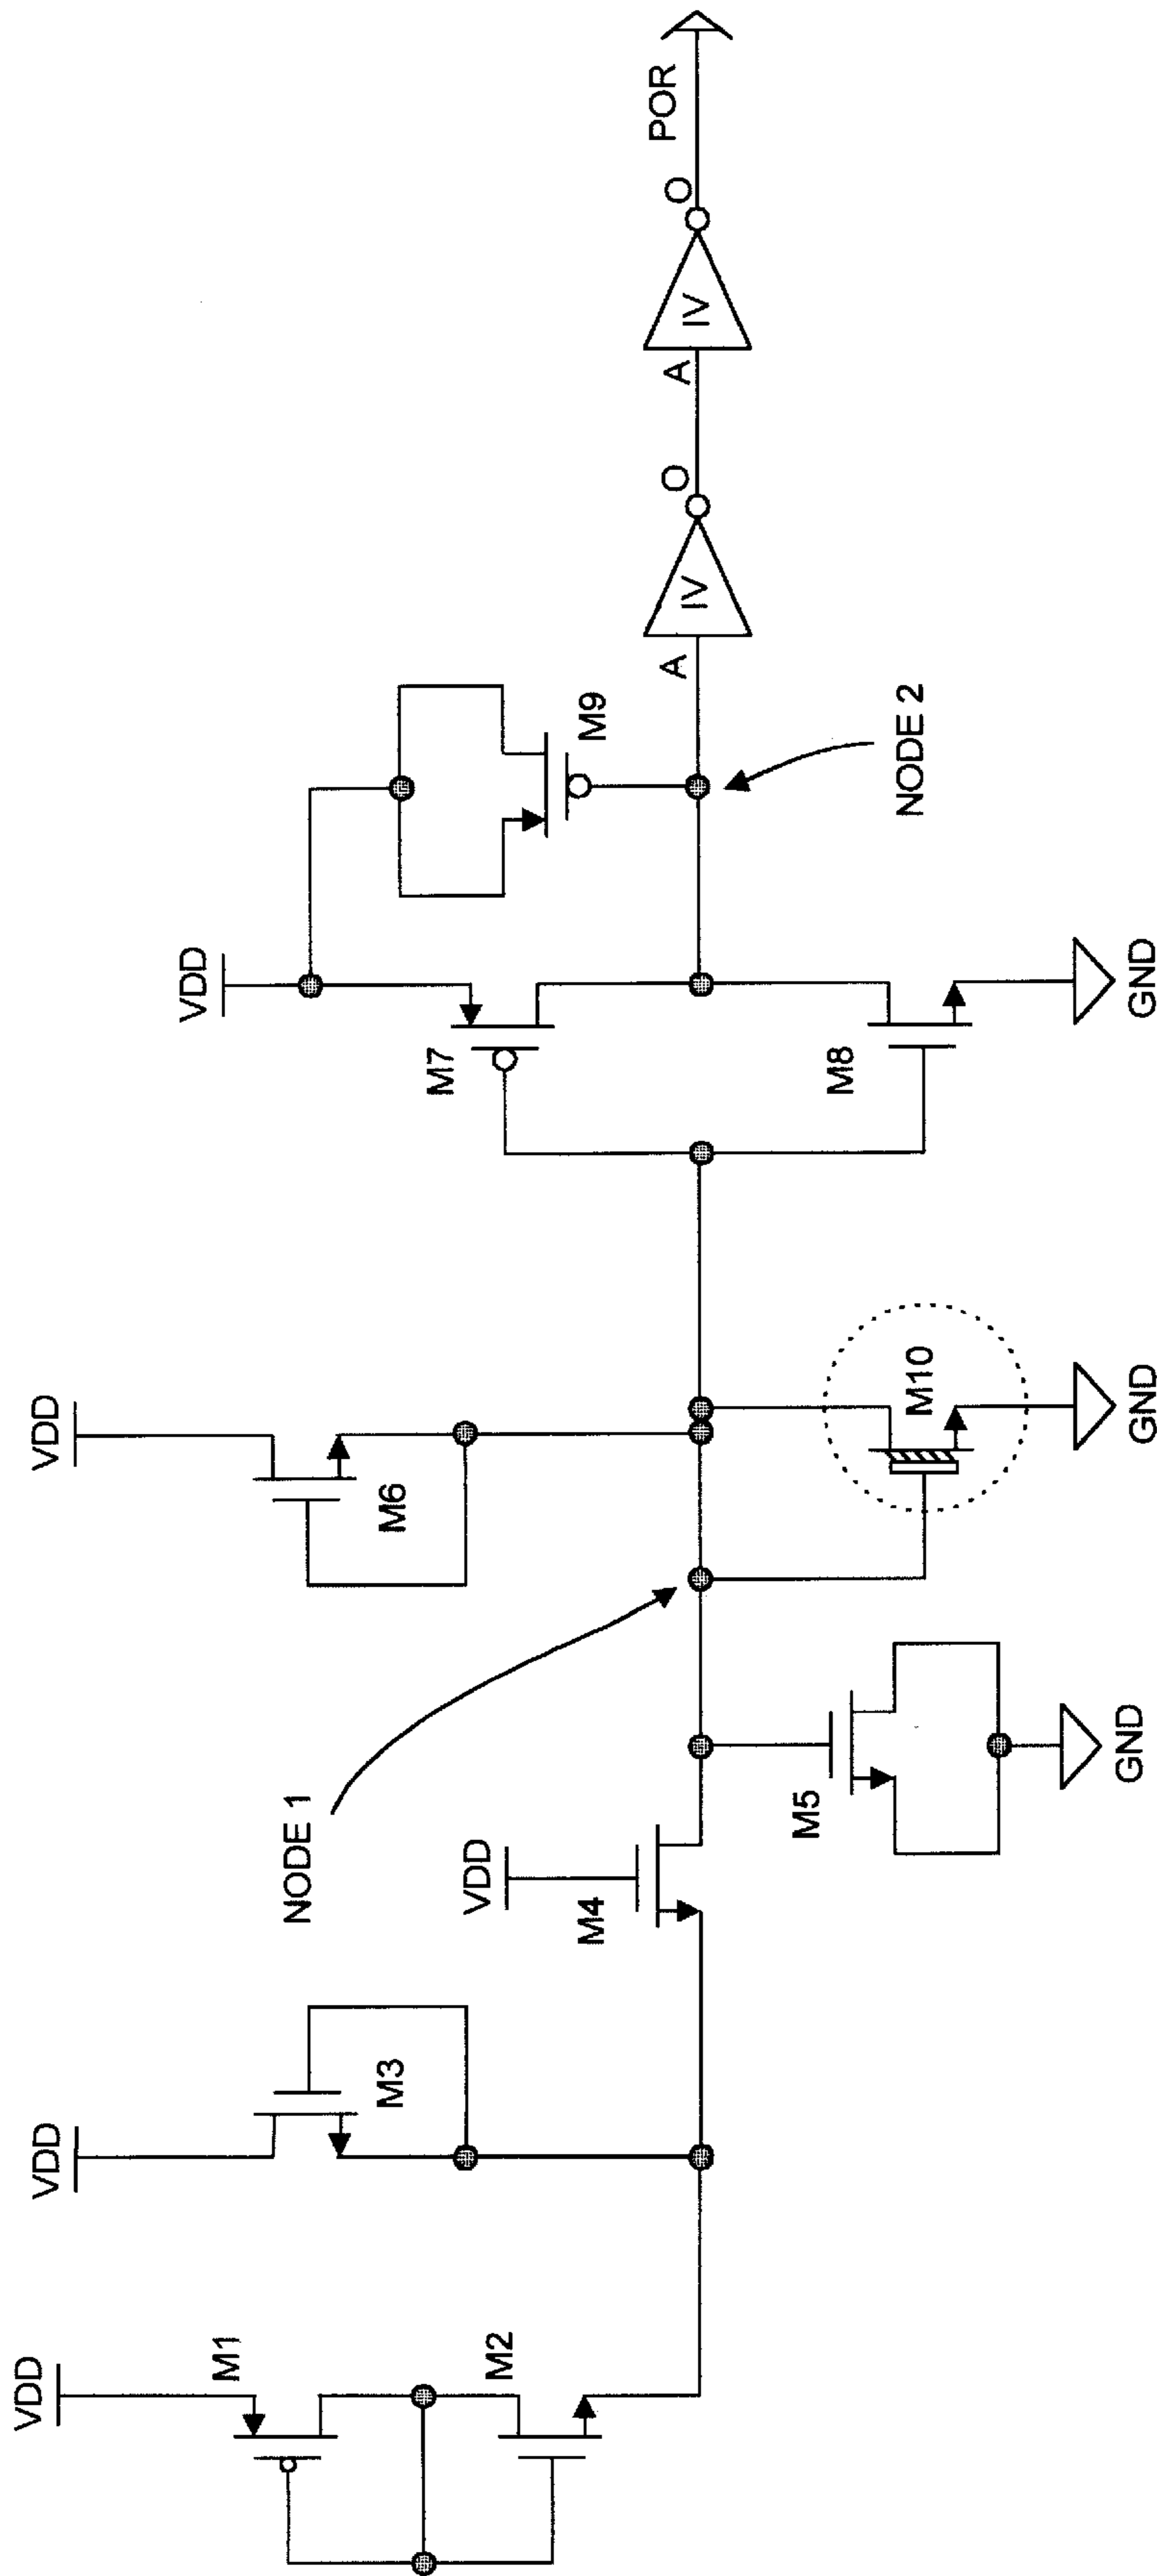 VDD
VDD
VDD
VDD
M1
NODE 1
M3
M6
M7
VDD
M2
M4
M9
POR
A
O
A
O
IV
IV
M5
M8
NODE 2
M10
GND
GND
GND